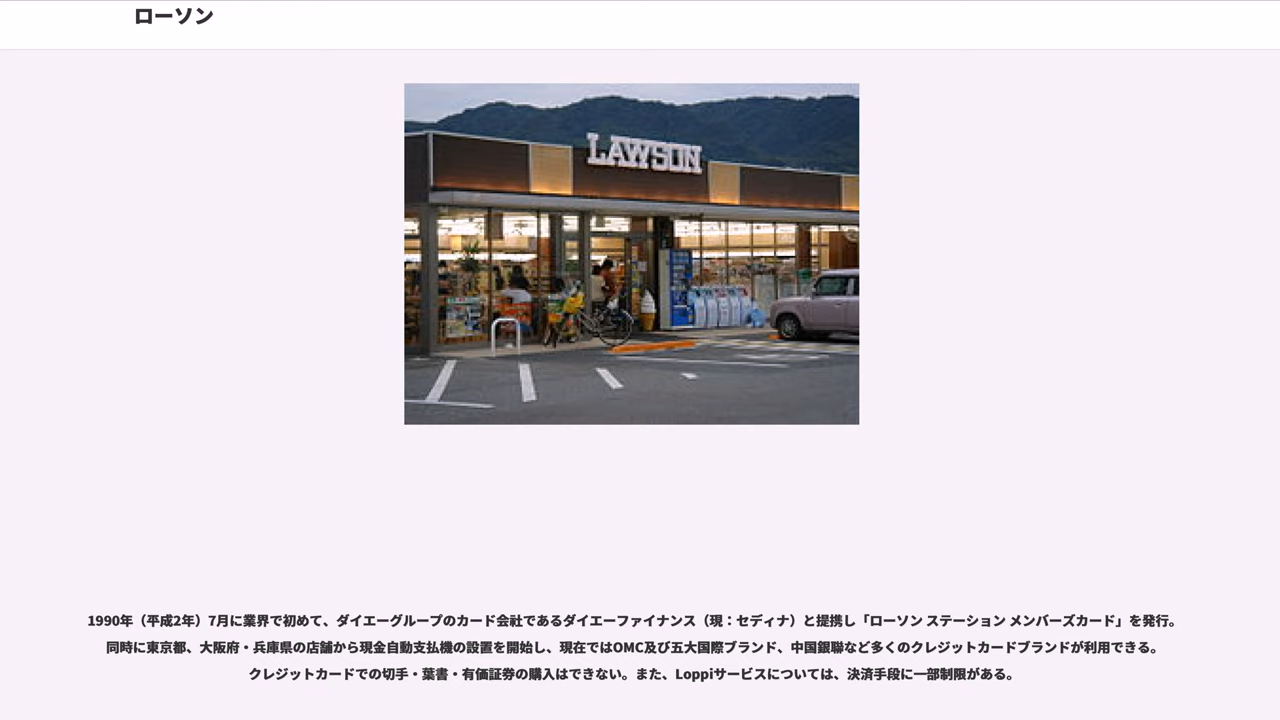 ローソン
LAWSON
1990年（平成2年）7月に業界で初めて、ダイエーグループのカード会社であるダイエーファイナンス（現：セディナ）と提携し「ローソン ステーション メンバーズカード」を発行。
同時に東京都、大阪府・兵庫県の店舗から現金自動支払機の設置を開始し、現在ではOMC及び五大国際ブランド、中国銀聯など多くのクレジットカードブランドが利用できる。
クレジットカードでの切手・葉書・有価証券の購入はできない。また、Loppiサービスについては、決済手段に一部制限がある。